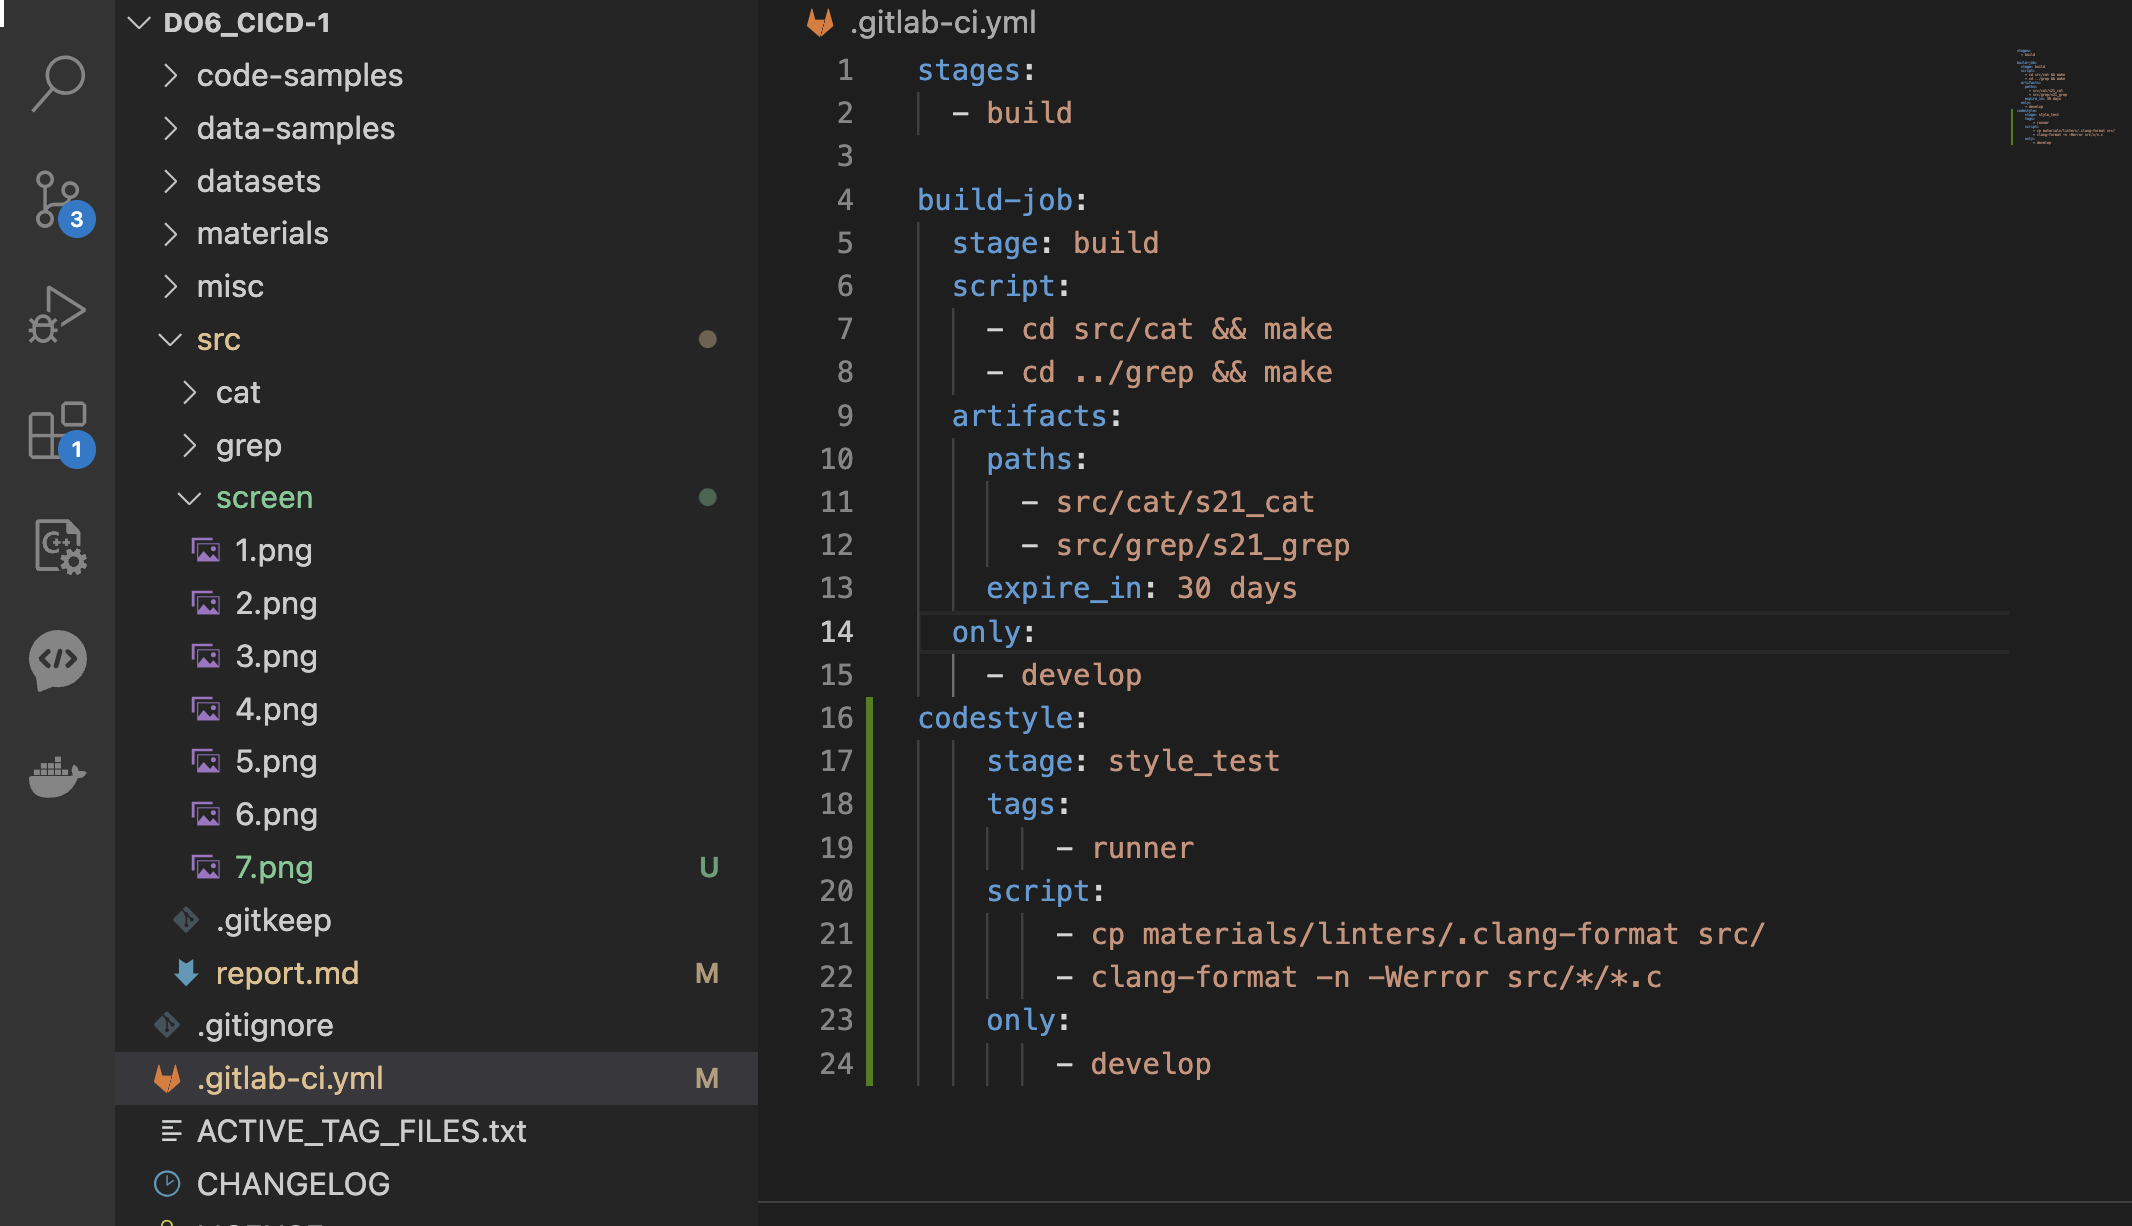 DO6_CICD-1
code-samples
data-samples
datasets
materials
misc
src
cat
grep
screen
1.png
2.png
3.png
4.png
5.png
6.png
7.png U
.gitkeep
report.md M
.gitignore
.gitlab-ci.yml M
ACTIVE_TAG_FILES.txt
CHANGELOG
3
1
C++
.gitlab-ci.yml
1 stages:
2 - build
3
4 build-job:
5 stage: build
6 script:
7 - cd src/cat && make
8 - cd ../grep && make
9 artifacts:
10 paths:
11 - src/cat/s21_cat
12 - src/grep/s21_grep
13 expire_in: 30 days
14 only:
15 - develop
16 codestyle:
17 stage: style_test
18 tags:
19 - runner
20 script:
21 - cp materials/linters/.clang-format src/
22 - clang-format -n -Werror src/*/*.c
23 only:
24 - develop